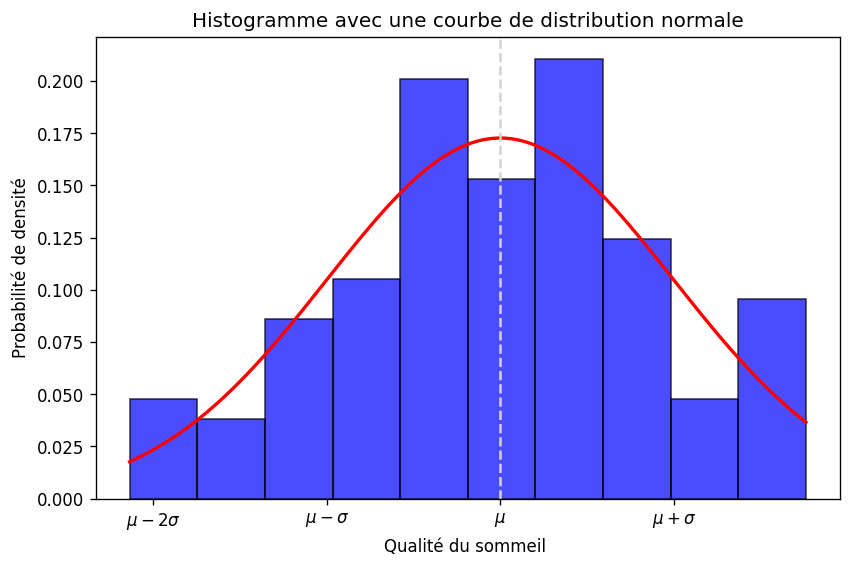 Histogramme avec une courbe de distribution normale
Probabilité de densité
0.200
0.175
0.150
0.125
0.100
0.075
0.050
0.025
0.000
μ − 2σ
μ − σ
μ
μ + σ
Qualité du sommeil